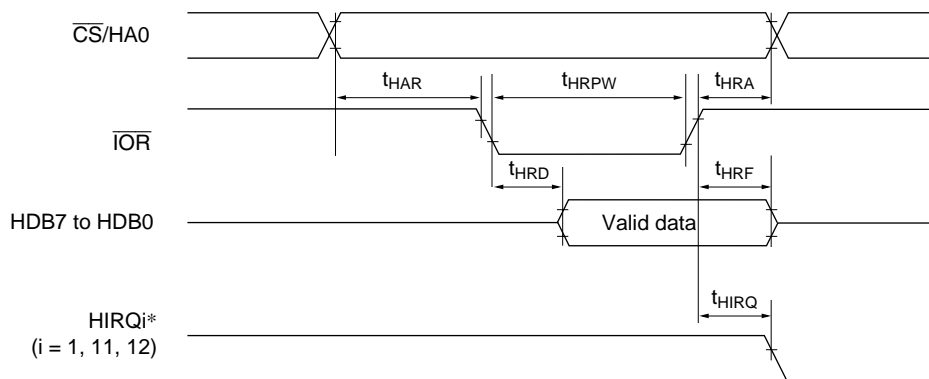 CS/HA0
tHAR
tHRPW
tHRA
IOR
tHRD
tHRF
HDB7 to HDB0
Valid data
tHIRQ
HIRQi*
(i = 1, 11, 12)